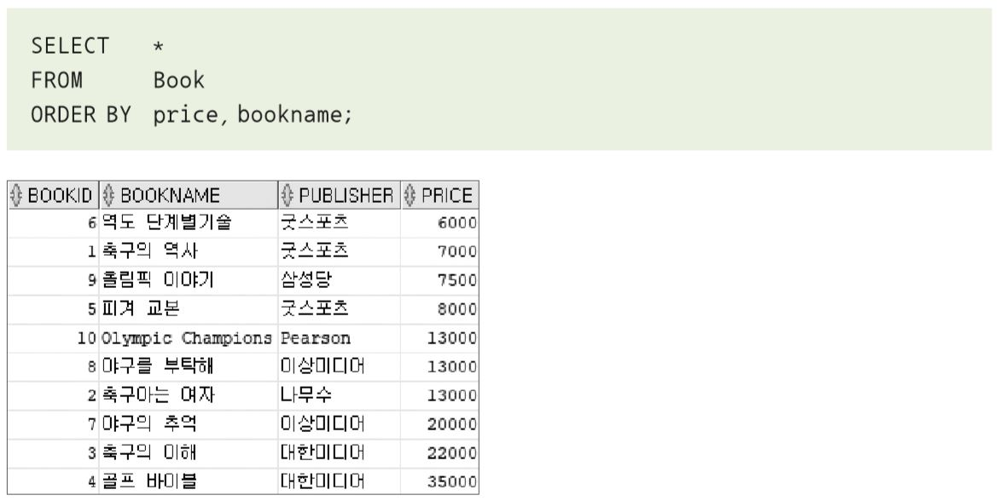 SELECT *
FROM Book
ORDER BY price, bookname;
BOOKID BOOKNAME PUBLISHER PRICE
6 역도 단계별기술 굿스포츠 6000
1 축구의 역사 굿스포츠 7000
9 올림픽 이야기 삼성당 7500
5 피겨 교본 굿스포츠 8000
10 Olympic Champions Pearson 13000
8 야구를 부탁해 이상미디어 13000
2 축구아는 여자 나무수 13000
7 야구의 추억 이상미디어 20000
3 축구의 이해 대한미디어 22000
4 골프 바이블 대한미디어 35000